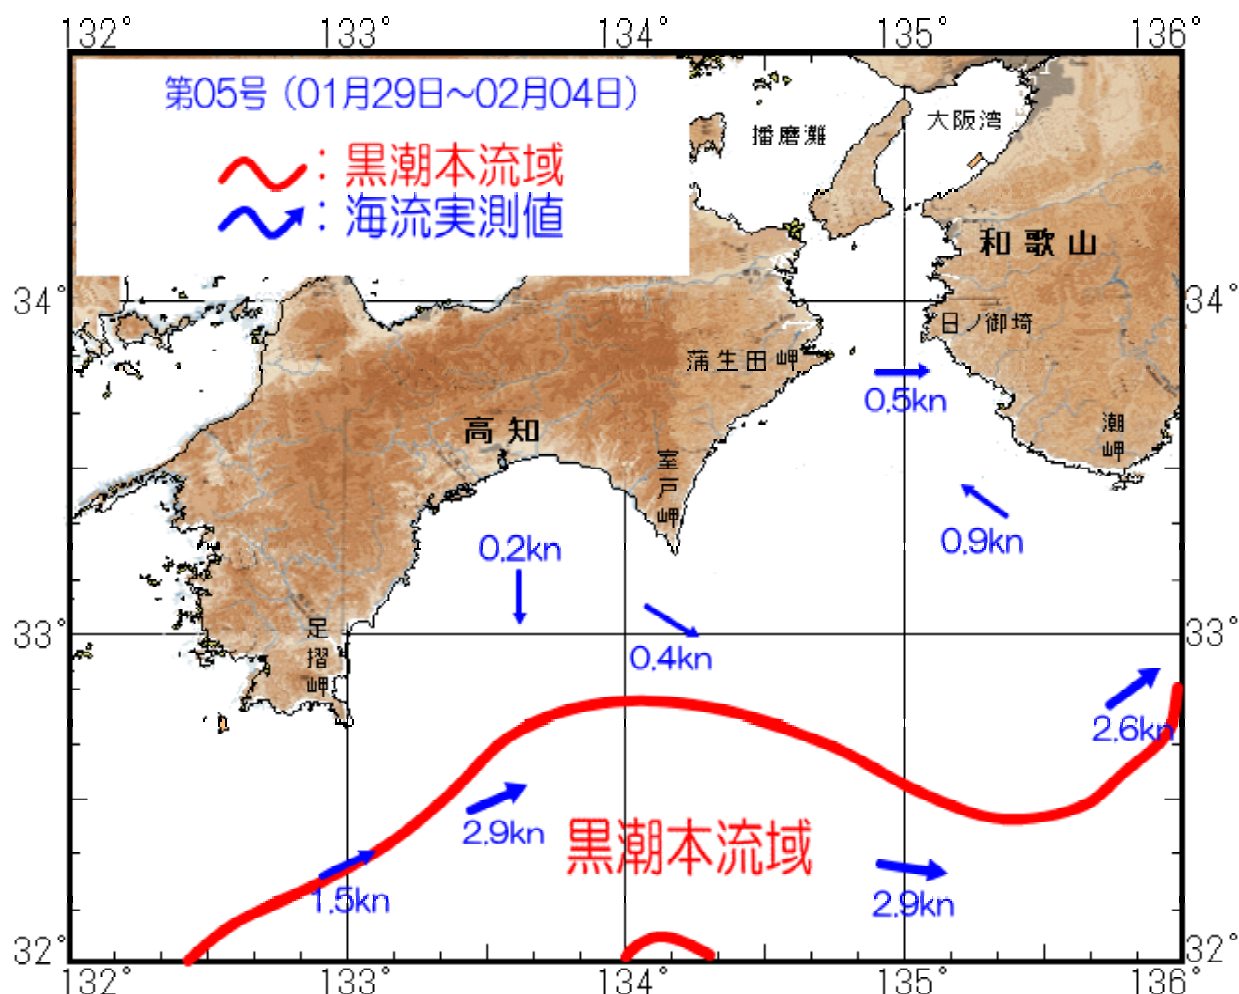 132° 133° 134° 135° 136°
第05号（01月29日～02月04日）
：黒潮本流域
：海流実測値
播磨灘
大阪湾
和歌山
34° 34°
日ノ御埼
蒲生田岬
0.5kn
潮岬
高知
室戸岬
0.9kn
0.2kn
33° 33°
足摺岬
0.4kn
2.6kn
2.9kn
黒潮本流域
1.5kn
2.9kn
32° 32°
132° 133° 134° 135° 136°